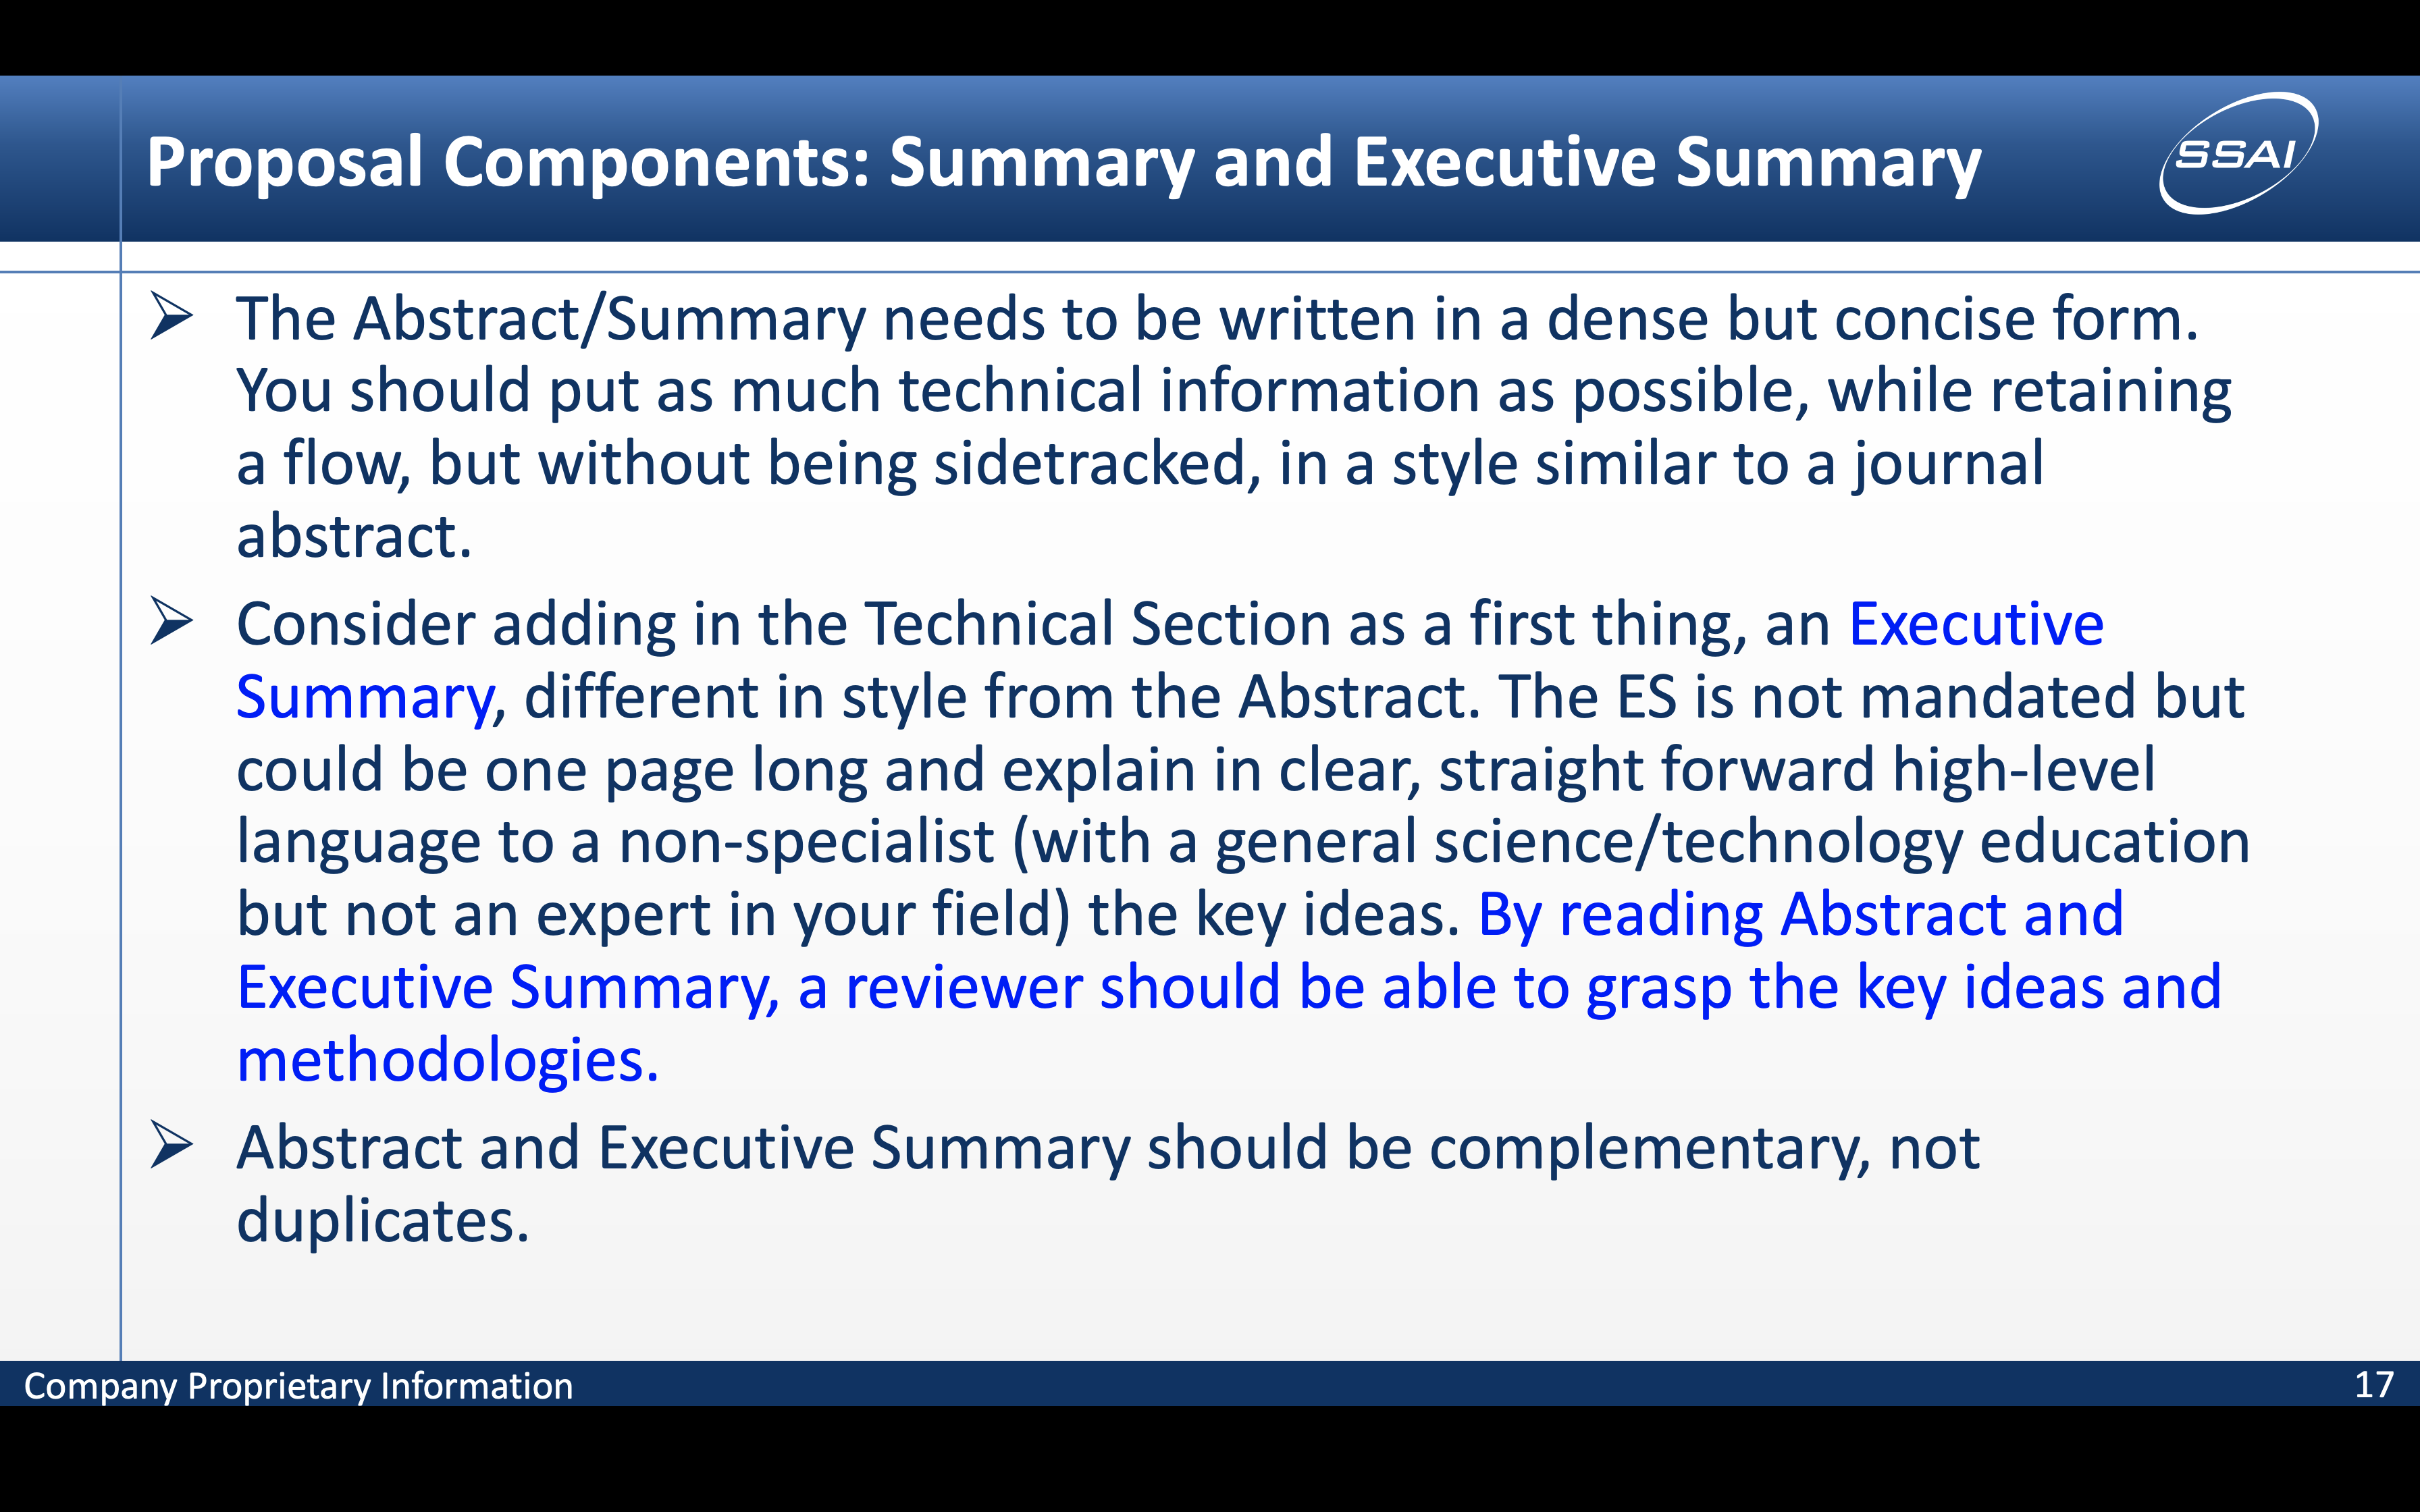 Proposal Components: Summary and Executive Summary
SSAI
The Abstract/Summary needs to be written in a dense but concise form.
You should put as much technical information as possible, while retaining
a flow, but without being sidetracked, in a style similar to a journal
abstract.
Consider adding in the Technical Section as a first thing, an Executive
Summary, different in style from the Abstract. The ES is not mandated but
could be one page long and explain in clear, straight forward high-level
language to a non-specialist (with a general science/technology education
but not an expert in your field) the key ideas. By reading Abstract and
Executive Summary, a reviewer should be able to grasp the key ideas and
methodologies.
Abstract and Executive Summary should be complementary, not
duplicates.
Company Proprietary Information
17